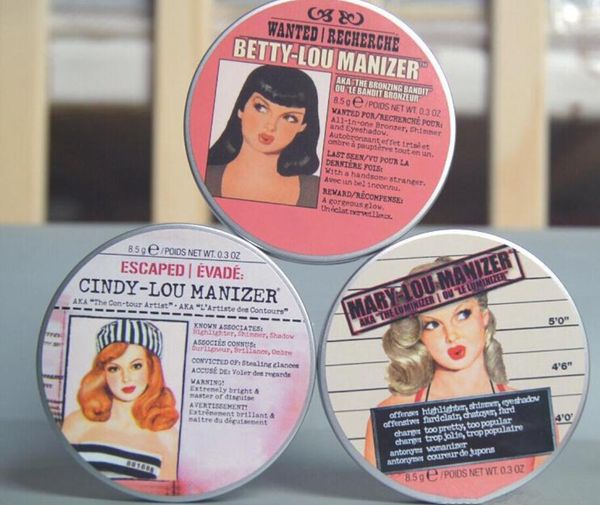 WANTED | RECHERCHE
BETTY-LOU MANIZER™
AKA "THE BRONZING BANDIT"
OU "LE BANDIT BRONZEUR"
8.5 g e /POIDS NET WT. 0.3 OZ
WANTED FOR/RECHERCHÉ POUR:
All-in-one Bronzer, Shimmer
and Eyeshadow.
Autobronzant effet irisé et
ombre à paupières tout en un.
LAST SEEN/VU POUR LA
DERNIÈRE FOIS:
With a handsome stranger.
Avec un bel inconnu.
REWARD/RÉCOMPENSE:
A gorgeous glow.
Un éclat merveilleux.
8.5 g e /POIDS NET WT. 0.3 OZ
ESCAPED | ÉVADÉ:
CINDY-LOU MANIZER®
AKA "The Con-tour Artist" • AKA "L'Artiste des Contours"
KNOWN ASSOCIATES:
Highlighter, Shimmer, Shadow
ASSOCIÉS CONNUS:
Surligneur, Brillance, Ombre
CONVICTED OF: Stealing glances
ACCUSÉ DE: Voler des regards
WARNING!
Extremely bright &
master of disguise
AVERTISSEMENT!
Extrêmement brillant &
maître du déguisement
001686
MARY-LOU MANIZER®
AKA "THE LUMINIZER" | OU "LE LUMINIZER"
5'0"
4'6"
4'0"
offense: highlighter, shimmer, eyeshadow
offensive: fard clair, chatoyer, fard
charge: too pretty, too popular
charge: trop jolie, trop populaire
antonym: womanizer
antonyme: coureur de jupons
8.5 g e /POIDS NET WT. 0.3 OZ